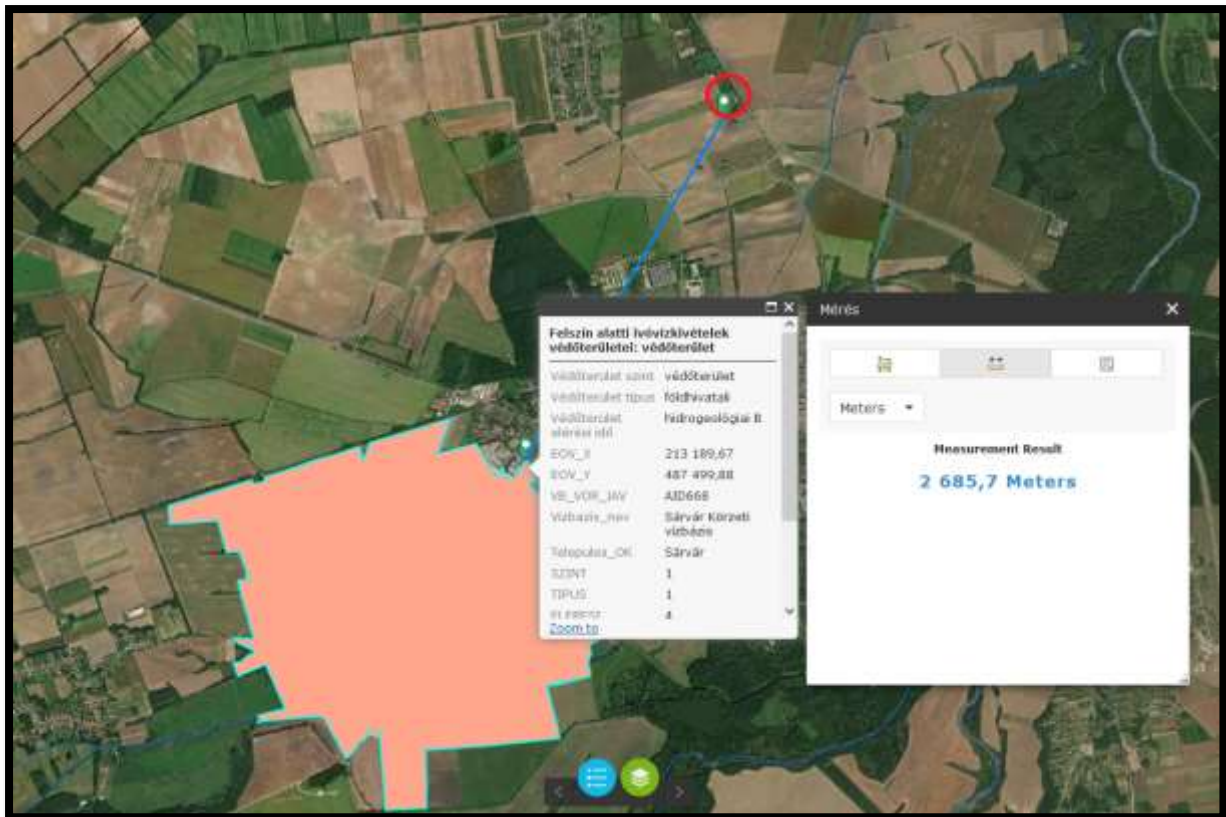 Felszín alatti ivóvízkivételek
védőterületei: védőterület
Védőterület szint védőterület
Védőterület típus földhivatali
Védőterület hidrogeológiai B
elérési idő
EOV_X 213 189,67
EOV_Y 487 499,88
VB_VOR_JAV AID668
Vízbázis_nev Sárvár Körzeti
vízbázis
Telepules_OK Sárvár
SZINT 1
TIPUS 1
4
Zoom to
Mérés
Meters
Measurement Result
2 685,7 Meters